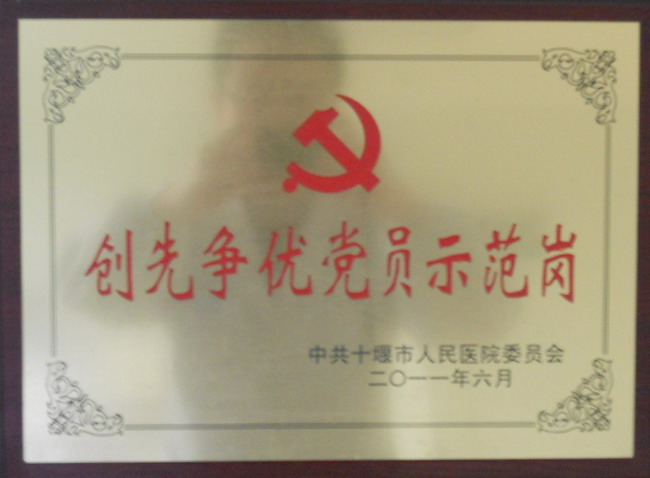 创先争优党员示范岗
中共十堰市人民医院委员会
二〇一一年六月